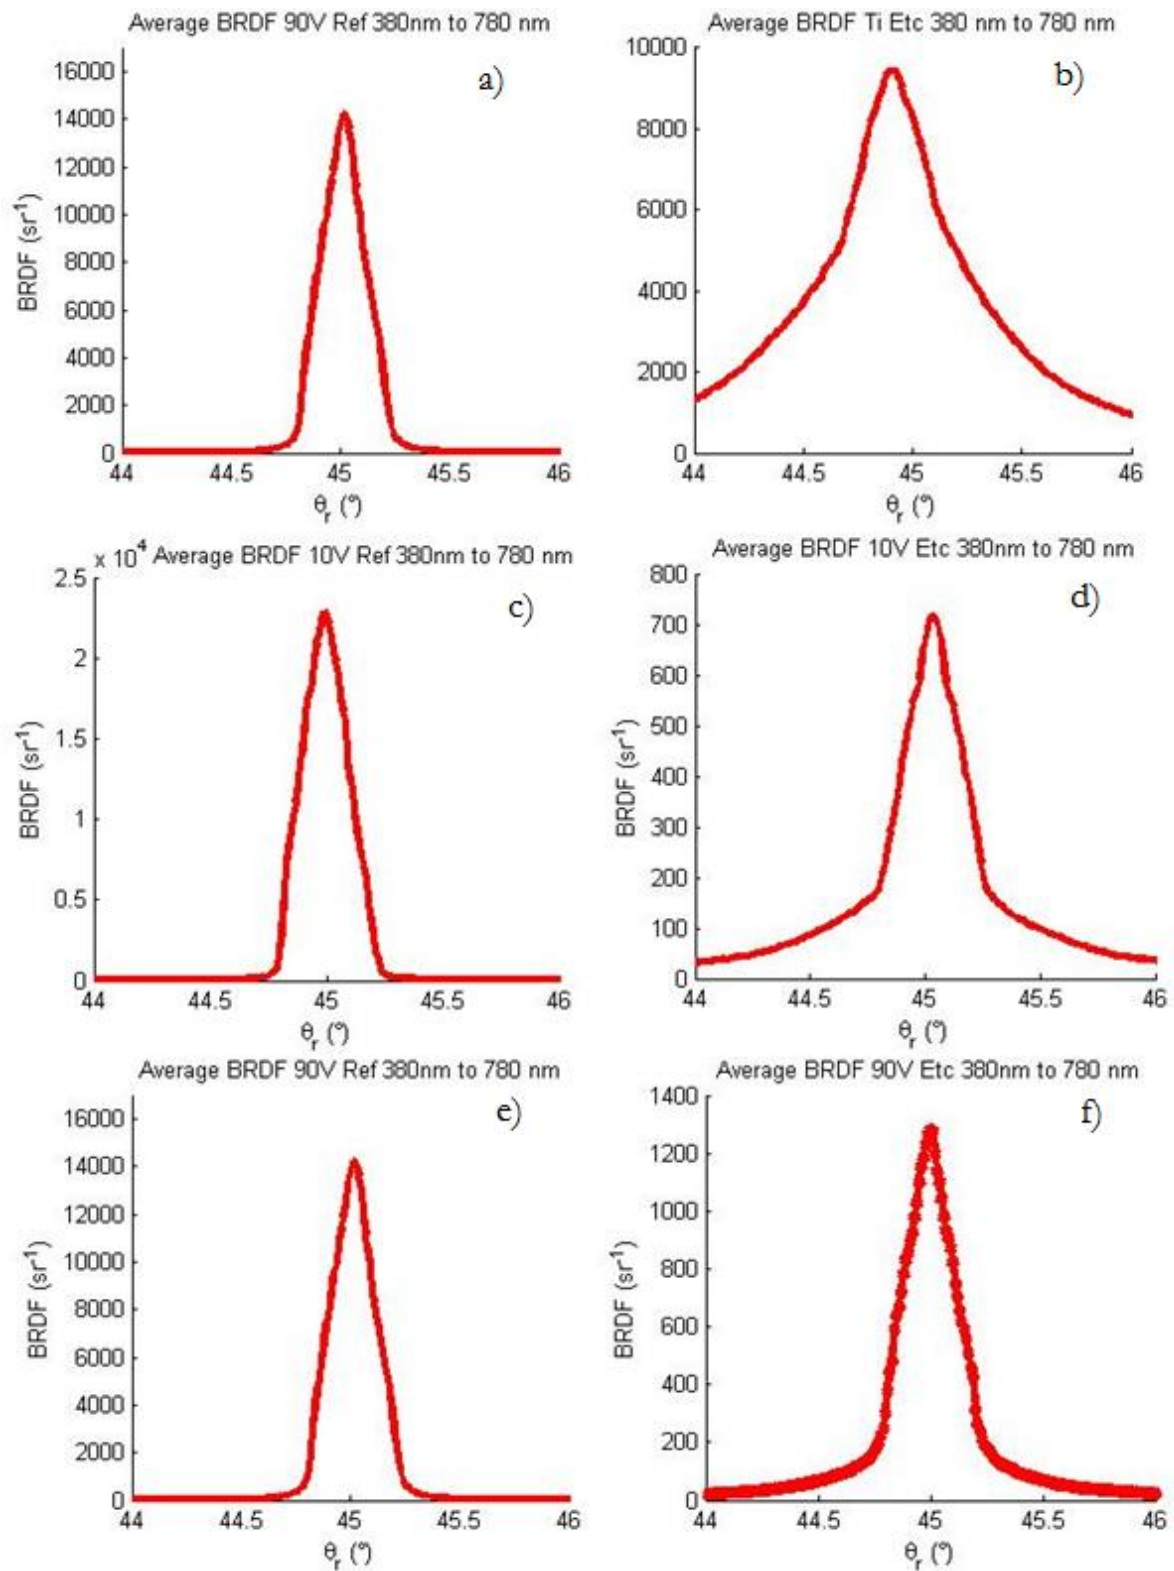 Average BRDF 90V Ref 380nm to 780 nm
a)
16000
14000
12000
10000
8000
6000
4000
2000
0
BRDF (sr⁻¹)
44 44.5 45 45.5 46
θr (°)
Average BRDF Ti Etc 380 nm to 780 nm
b)
10000
8000
6000
4000
2000
0
BRDF (sr⁻¹)
44 44.5 45 45.5 46
θr (°)
x 10⁴ Average BRDF 10V Ref 380nm to 780 nm
c)
2.5
2
1.5
1
0.5
0
BRDF (sr⁻¹)
44 44.5 45 45.5 46
θr (°)
Average BRDF 10V Etc 380nm to 780 nm
d)
800
700
600
500
400
300
200
100
0
BRDF (sr⁻¹)
44 44.5 45 45.5 46
θr (°)
Average BRDF 90V Ref 380nm to 780 nm
e)
16000
14000
12000
10000
8000
6000
4000
2000
0
BRDF (sr⁻¹)
44 44.5 45 45.5 46
θr (°)
Average BRDF 90V Etc 380nm to 780 nm
f)
1400
1200
1000
800
600
400
200
0
BRDF (sr⁻¹)
44 44.5 45 45.5 46
θr (°)